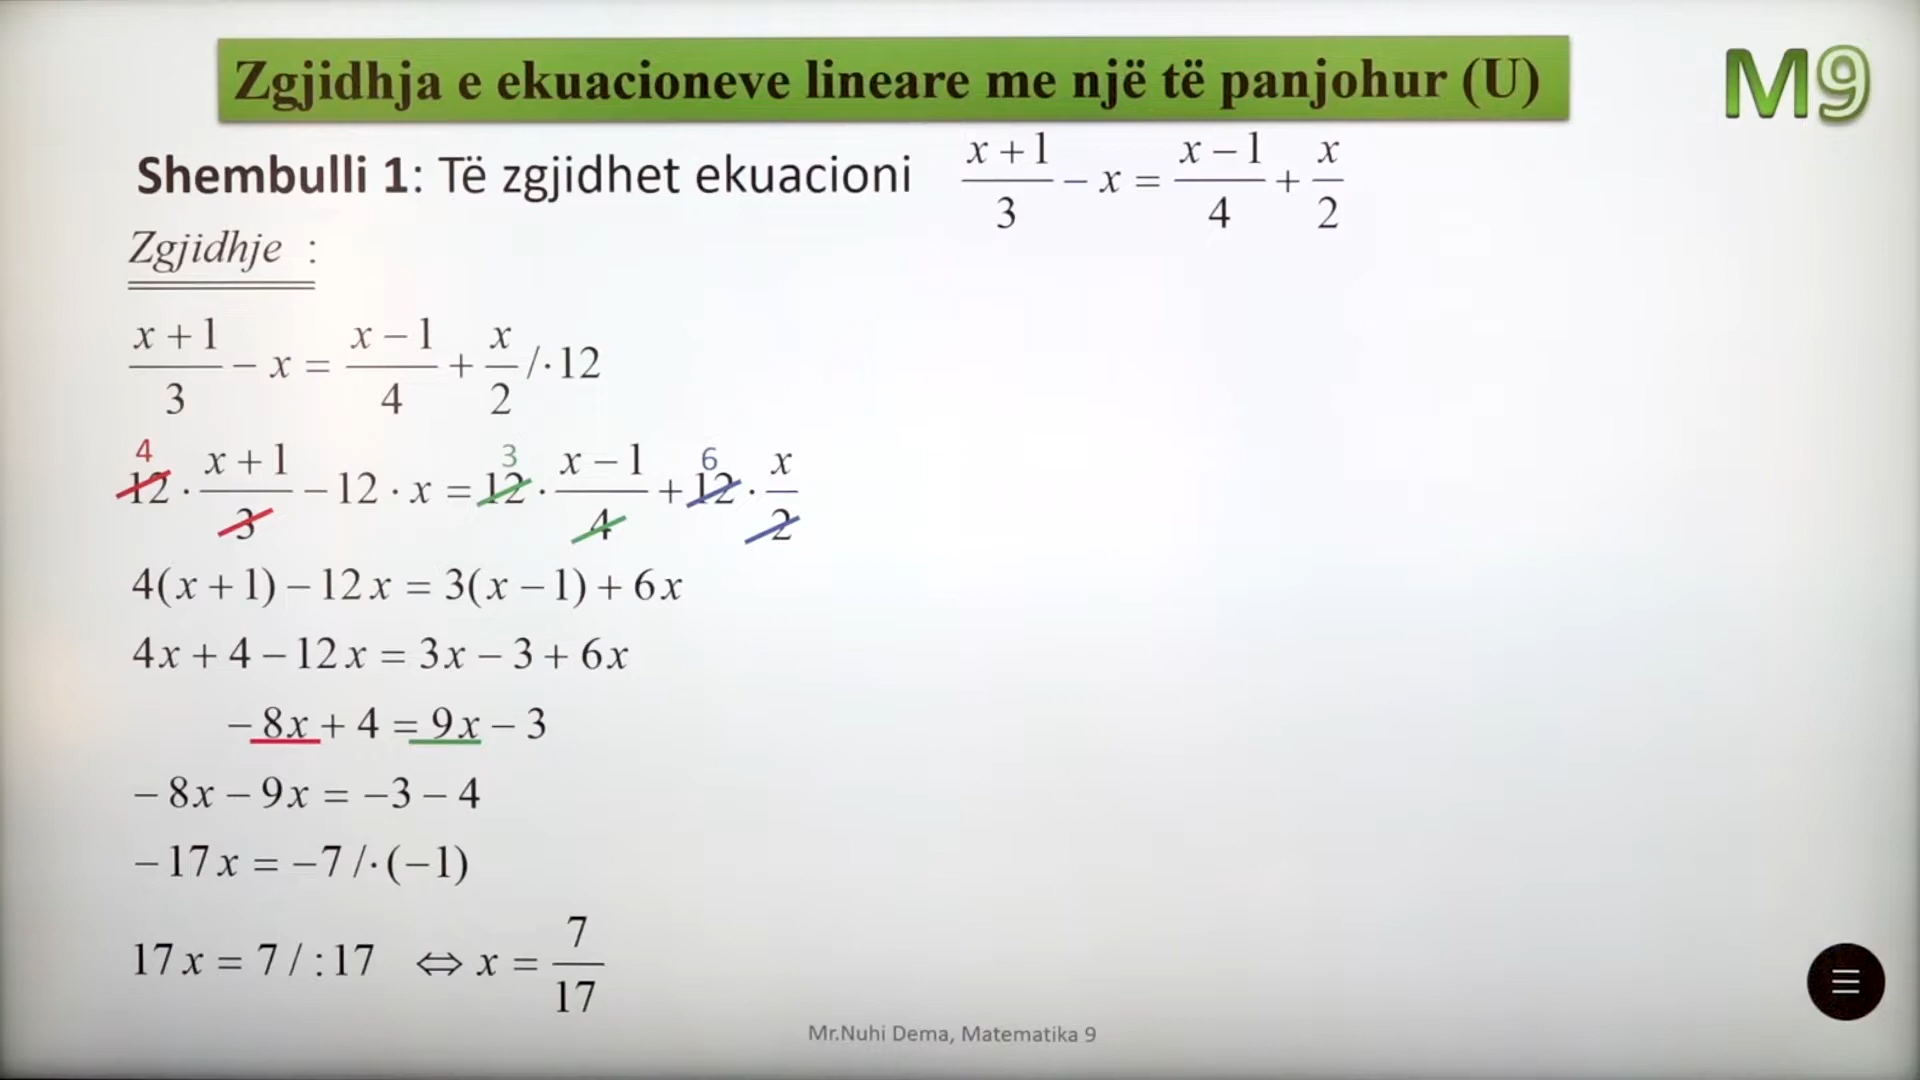 Zgjidhja e ekuacioneve lineare me një të panjohur (U)
M9
Shembulli 1: Të zgjidhet ekuacioni (x+1)/3 − x = (x−1)/4 + x/2
Zgjidhje :
(x+1)/3 − x = (x−1)/4 + x/2 /·12
4 3 6
12 · (x+1)/3 − 12 · x = 12 · (x−1)/4 + 12 · x/2
4(x+1) − 12x = 3(x−1) + 6x
4x + 4 − 12x = 3x − 3 + 6x
−8x + 4 = 9x − 3
−8x − 9x = −3 − 4
−17x = −7 /·(−1)
17x = 7 / :17 ⇔ x = 7/17
Mr.Nuhi Dema, Matematika 9